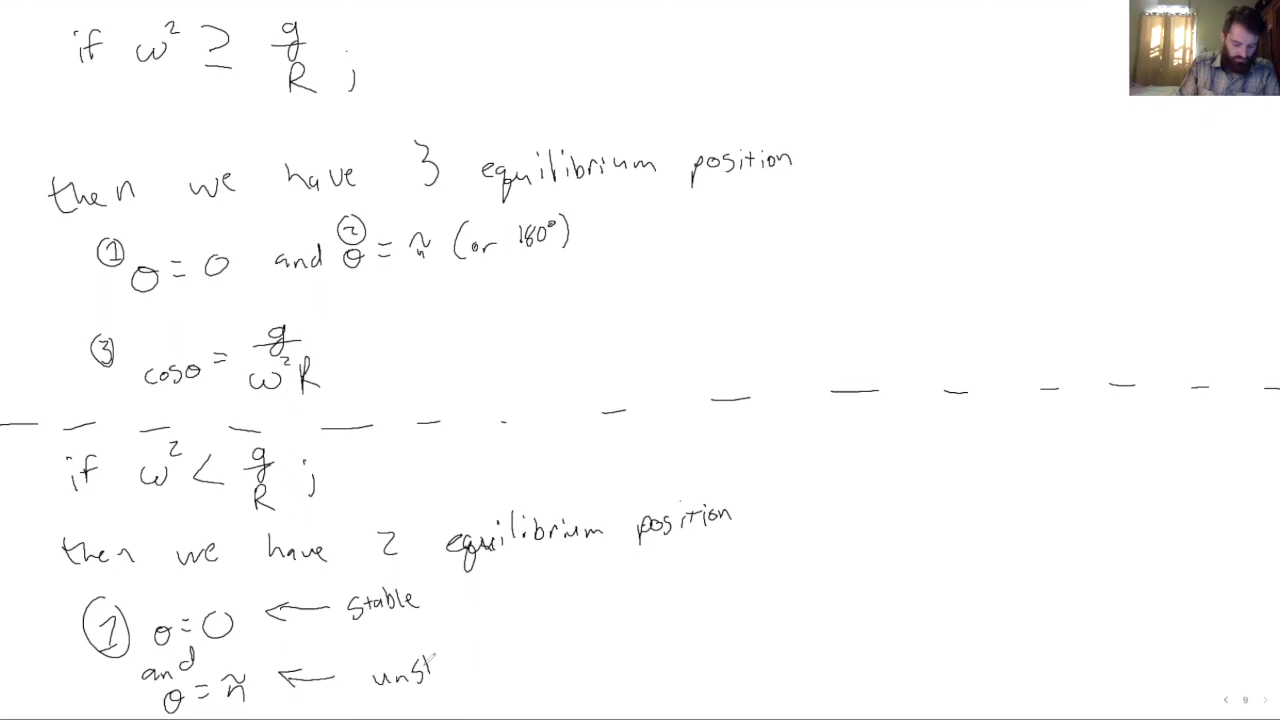 if ω² ≥ g/R ;
then we have 3 equilibrium position
① θ = 0 and ② θ = π (or 180°)
③ cosθ = g/ω²R
if ω² < g/R ;
then we have 2 equilibrium position
① θ = 0 ← stable
and
θ = π ← unst
9